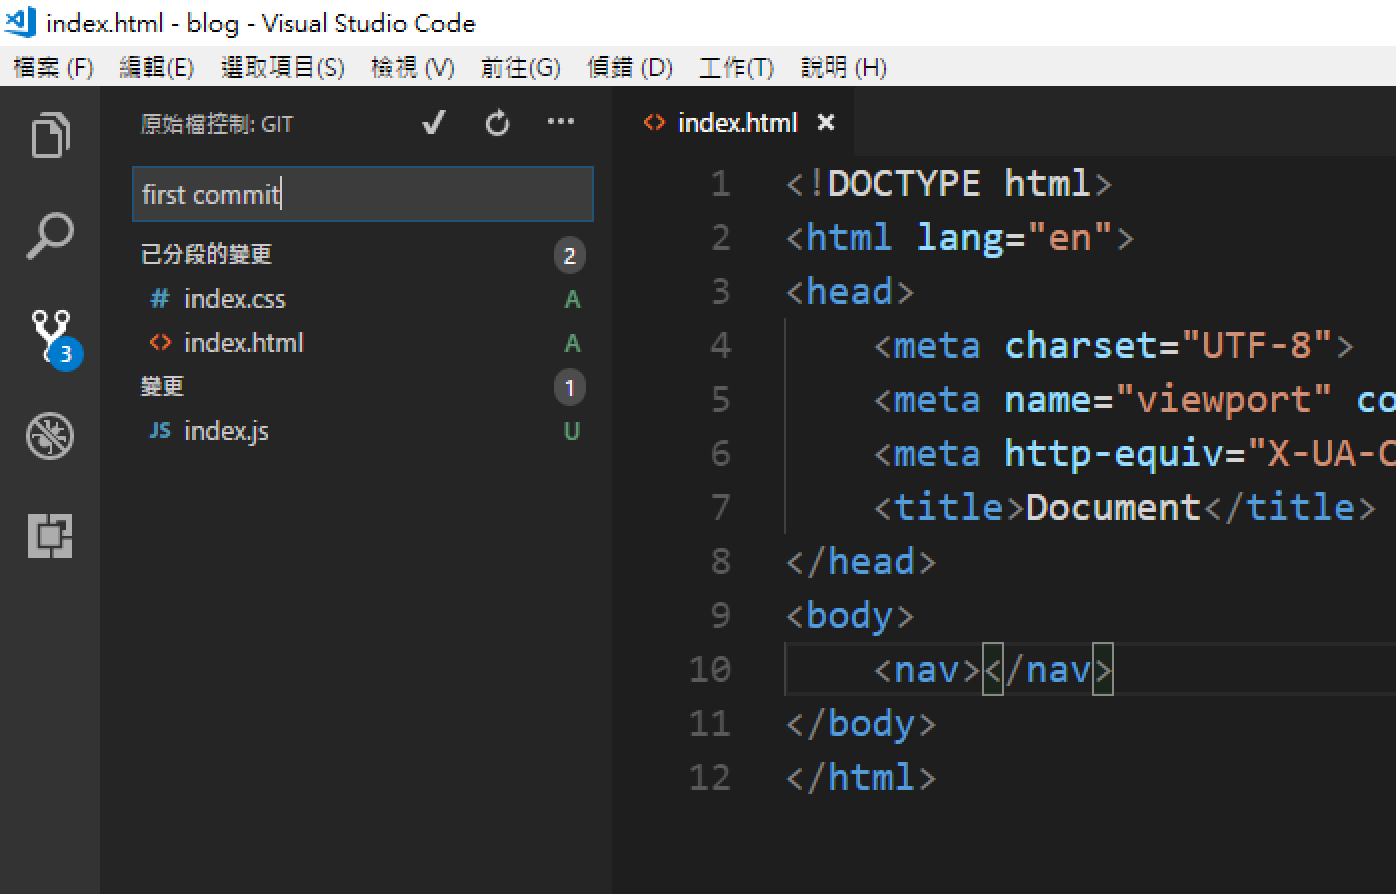 index.html - blog - Visual Studio Code
檔案 (F) 編輯(E) 選取項目(S) 檢視 (V) 前往(G) 偵錯 (D) 工作(T) 說明 (H)
原始檔控制: GIT
first commit
已分段的變更 2
# index.css A
<> index.html A
變更 1
JS index.js U
3
<> index.html ×
1 <!DOCTYPE html>
2 <html lang="en">
3 <head>
4     <meta charset="UTF-8">
5     <meta name="viewport" co
6     <meta http-equiv="X-UA-C
7     <title>Document</title>
8 </head>
9 <body>
10     <nav></nav>
11 </body>
12 </html>